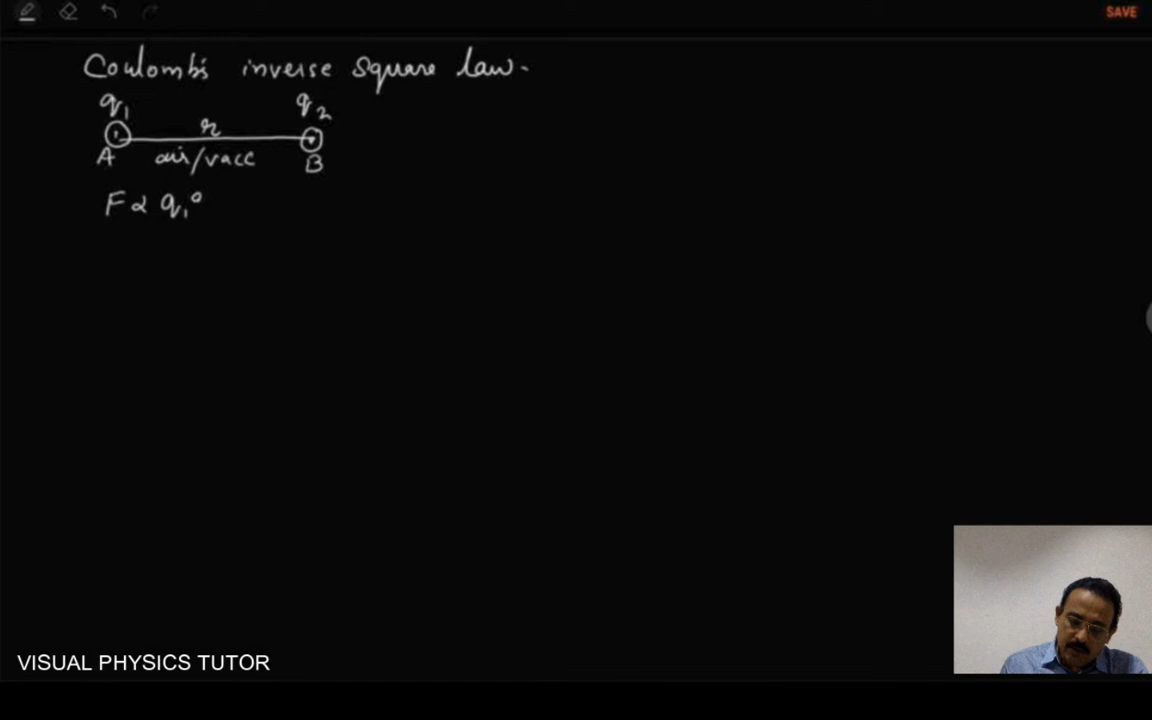 SAVE
Coulomb's inverse square law.
q₁ q₂
r
A air/vacc B
F ∝ q₁
VISUAL PHYSICS TUTOR